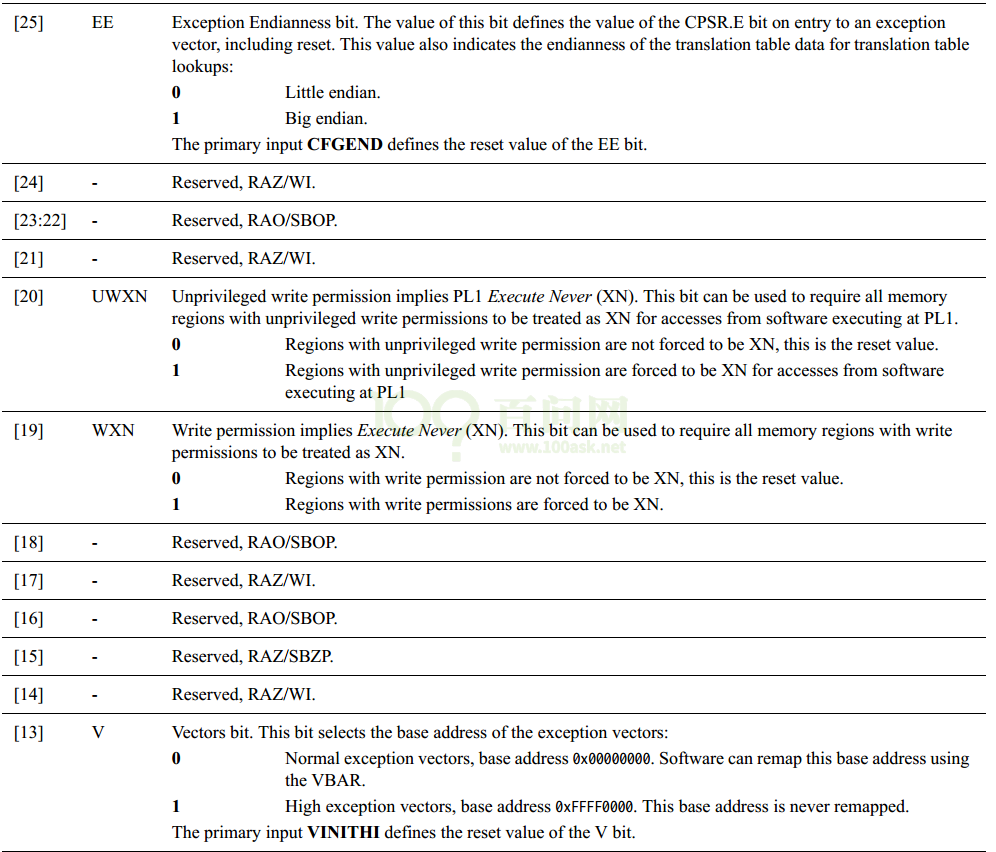 [25] EE Exception Endianness bit. The value of this bit defines the value of the CPSR.E bit on entry to an exception
vector, including reset. This value also indicates the endianness of the translation table data for translation table
lookups:
0 Little endian.
1 Big endian.
The primary input CFGEND defines the reset value of the EE bit.
[24] - Reserved, RAZ/WI.
[23:22] - Reserved, RAO/SBOP.
[21] - Reserved, RAZ/WI.
[20] UWXN Unprivileged write permission implies PL1 Execute Never (XN). This bit can be used to require all memory
regions with unprivileged write permissions to be treated as XN for accesses from software executing at PL1.
0 Regions with unprivileged write permission are not forced to be XN, this is the reset value.
1 Regions with unprivileged write permission are forced to be XN for accesses from software
executing at PL1
100 百问网
[19] WXN Write permission implies Execute Never (XN). This bit can be used to require all memory regions with write
permissions to be treated as XN.
www.100ask.net
0 Regions with write permission are not forced to be XN, this is the reset value.
1 Regions with write permissions are forced to be XN.
[18] - Reserved, RAO/SBOP.
[17] - Reserved, RAZ/WI.
[16] - Reserved, RAO/SBOP.
[15] - Reserved, RAZ/SBZP.
[14] - Reserved, RAZ/WI.
[13] V Vectors bit. This bit selects the base address of the exception vectors:
0 Normal exception vectors, base address 0x00000000. Software can remap this base address using
the VBAR.
1 High exception vectors, base address 0xFFFF0000. This base address is never remapped.
The primary input VINITHI defines the reset value of the V bit.